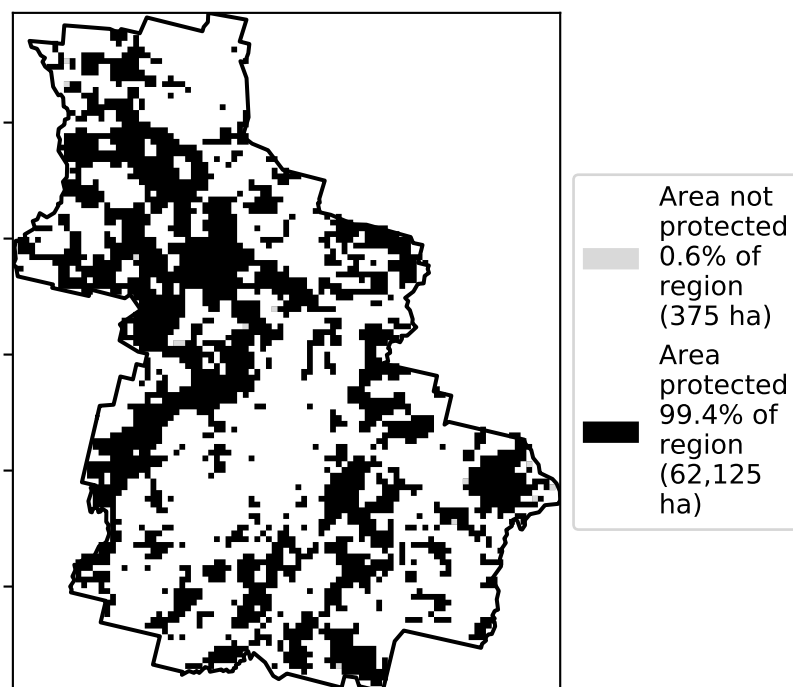 Area not
protected
0.6% of
region
(375 ha)
Area
protected
99.4% of
region
(62,125
ha)